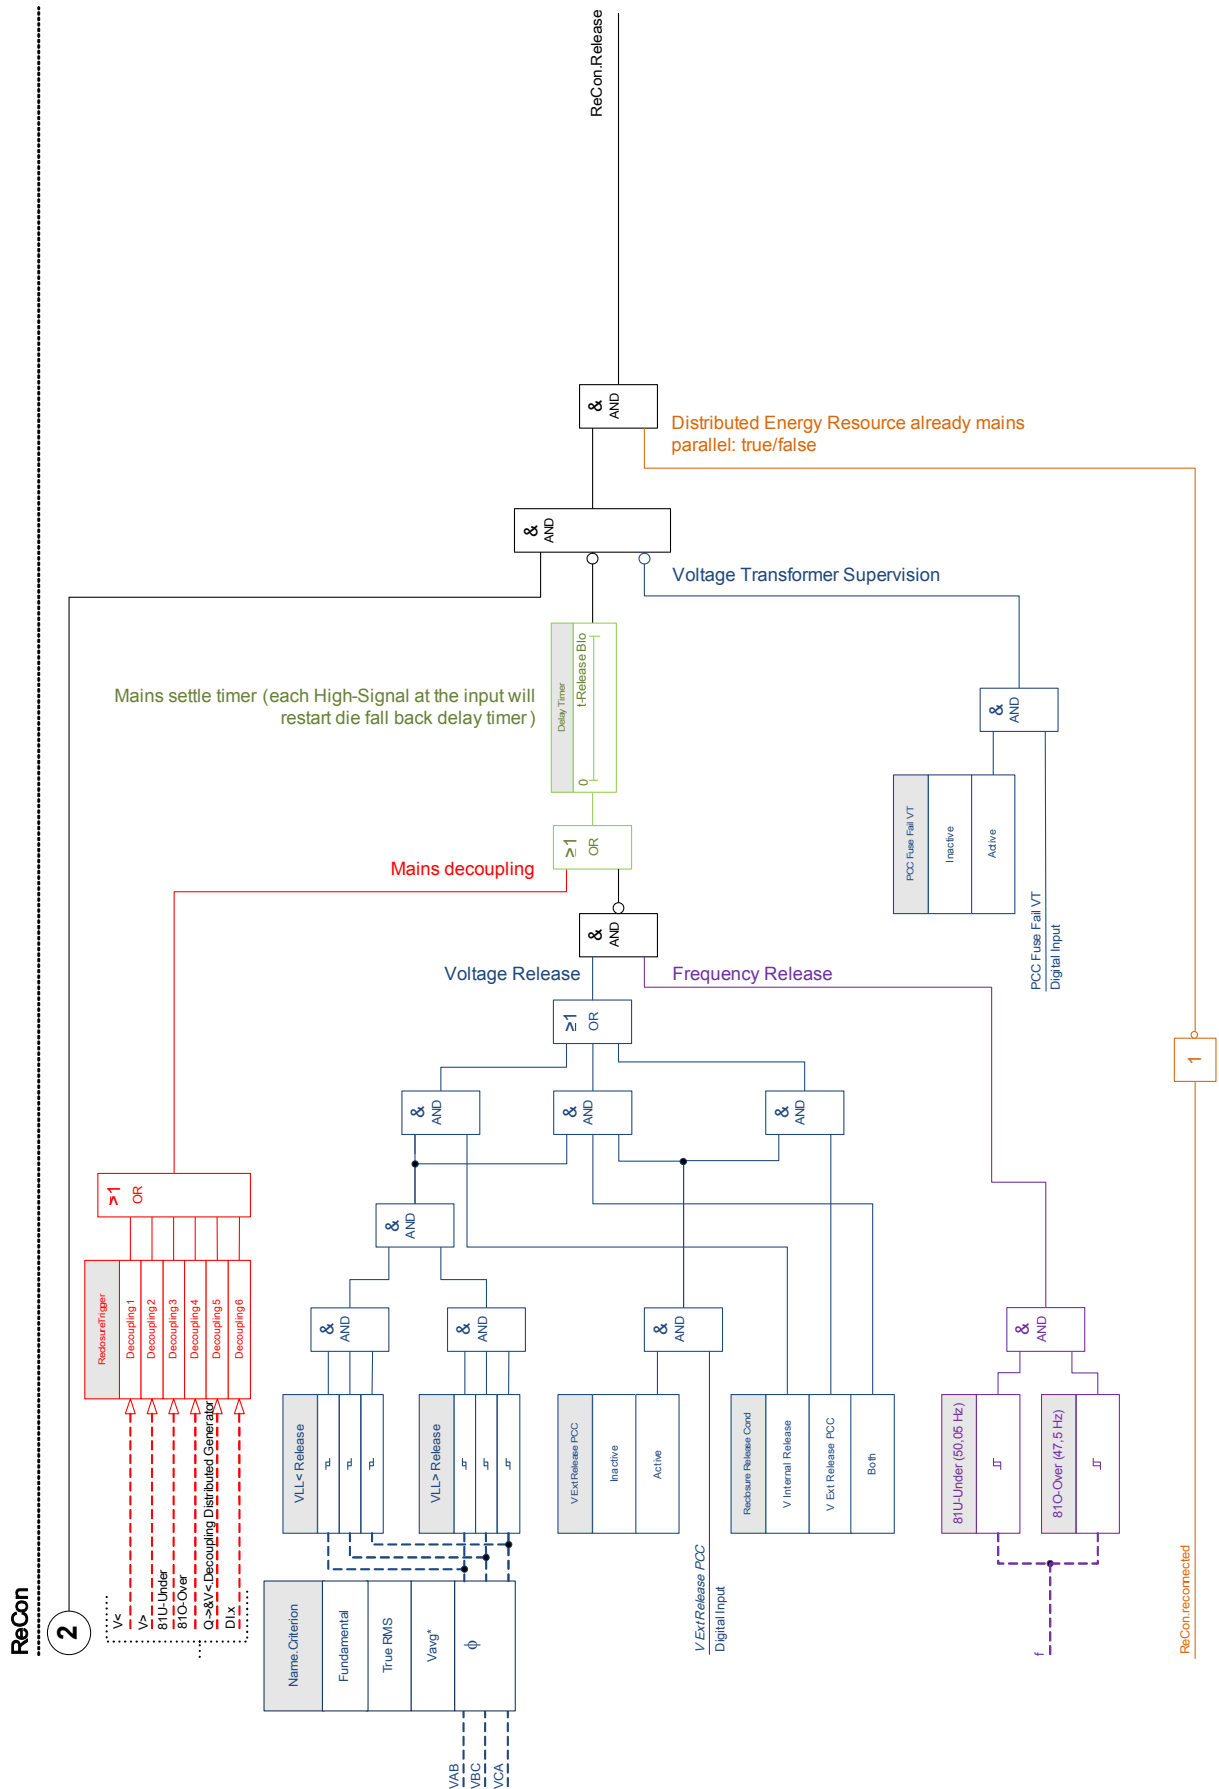 ReCon
2
V<
V>
81U-Under
81O-Over
Q->&V<.Decoupling Distributed Generator
DI.x
ReclosureTrigger
Decoupling1
Decoupling2
Decoupling3
Decoupling4
Decoupling5
Decoupling6
≥1
OR
Mains decoupling
Mains settle timer (each High-Signal at the input will
restart die fall back delay timer)
Delay Timer
0
t-Release Blo
≥1
OR
&
AND
&
AND
ReCon.Release
Distributed Energy Resource already mains
parallel: true/false
Voltage Transformer Supervision
VAB
VBC
VCA
Name.Criterion
Fundamental
True RMS
Vavg*
ϕ
VLL< Release
&
AND
VLL> Release
&
AND
&
AND
&
AND
&
AND
&
AND
≥1
OR
Voltage Release
&
AND
Frequency Release
V Ext Release PCC
Inactive
Active
V Ext Release PCC
Digital Input
&
AND
Reclosure Release Cond
V Internal Release
V Ext Release PCC
Both
PCC Fuse Fail VT
Inactive
Active
PCC Fuse Fail VT
Digital Input
&
AND
f
81U-Under (50,05 Hz)
81O-Over (47,5 Hz)
&
AND
ReCon.reconnected
1